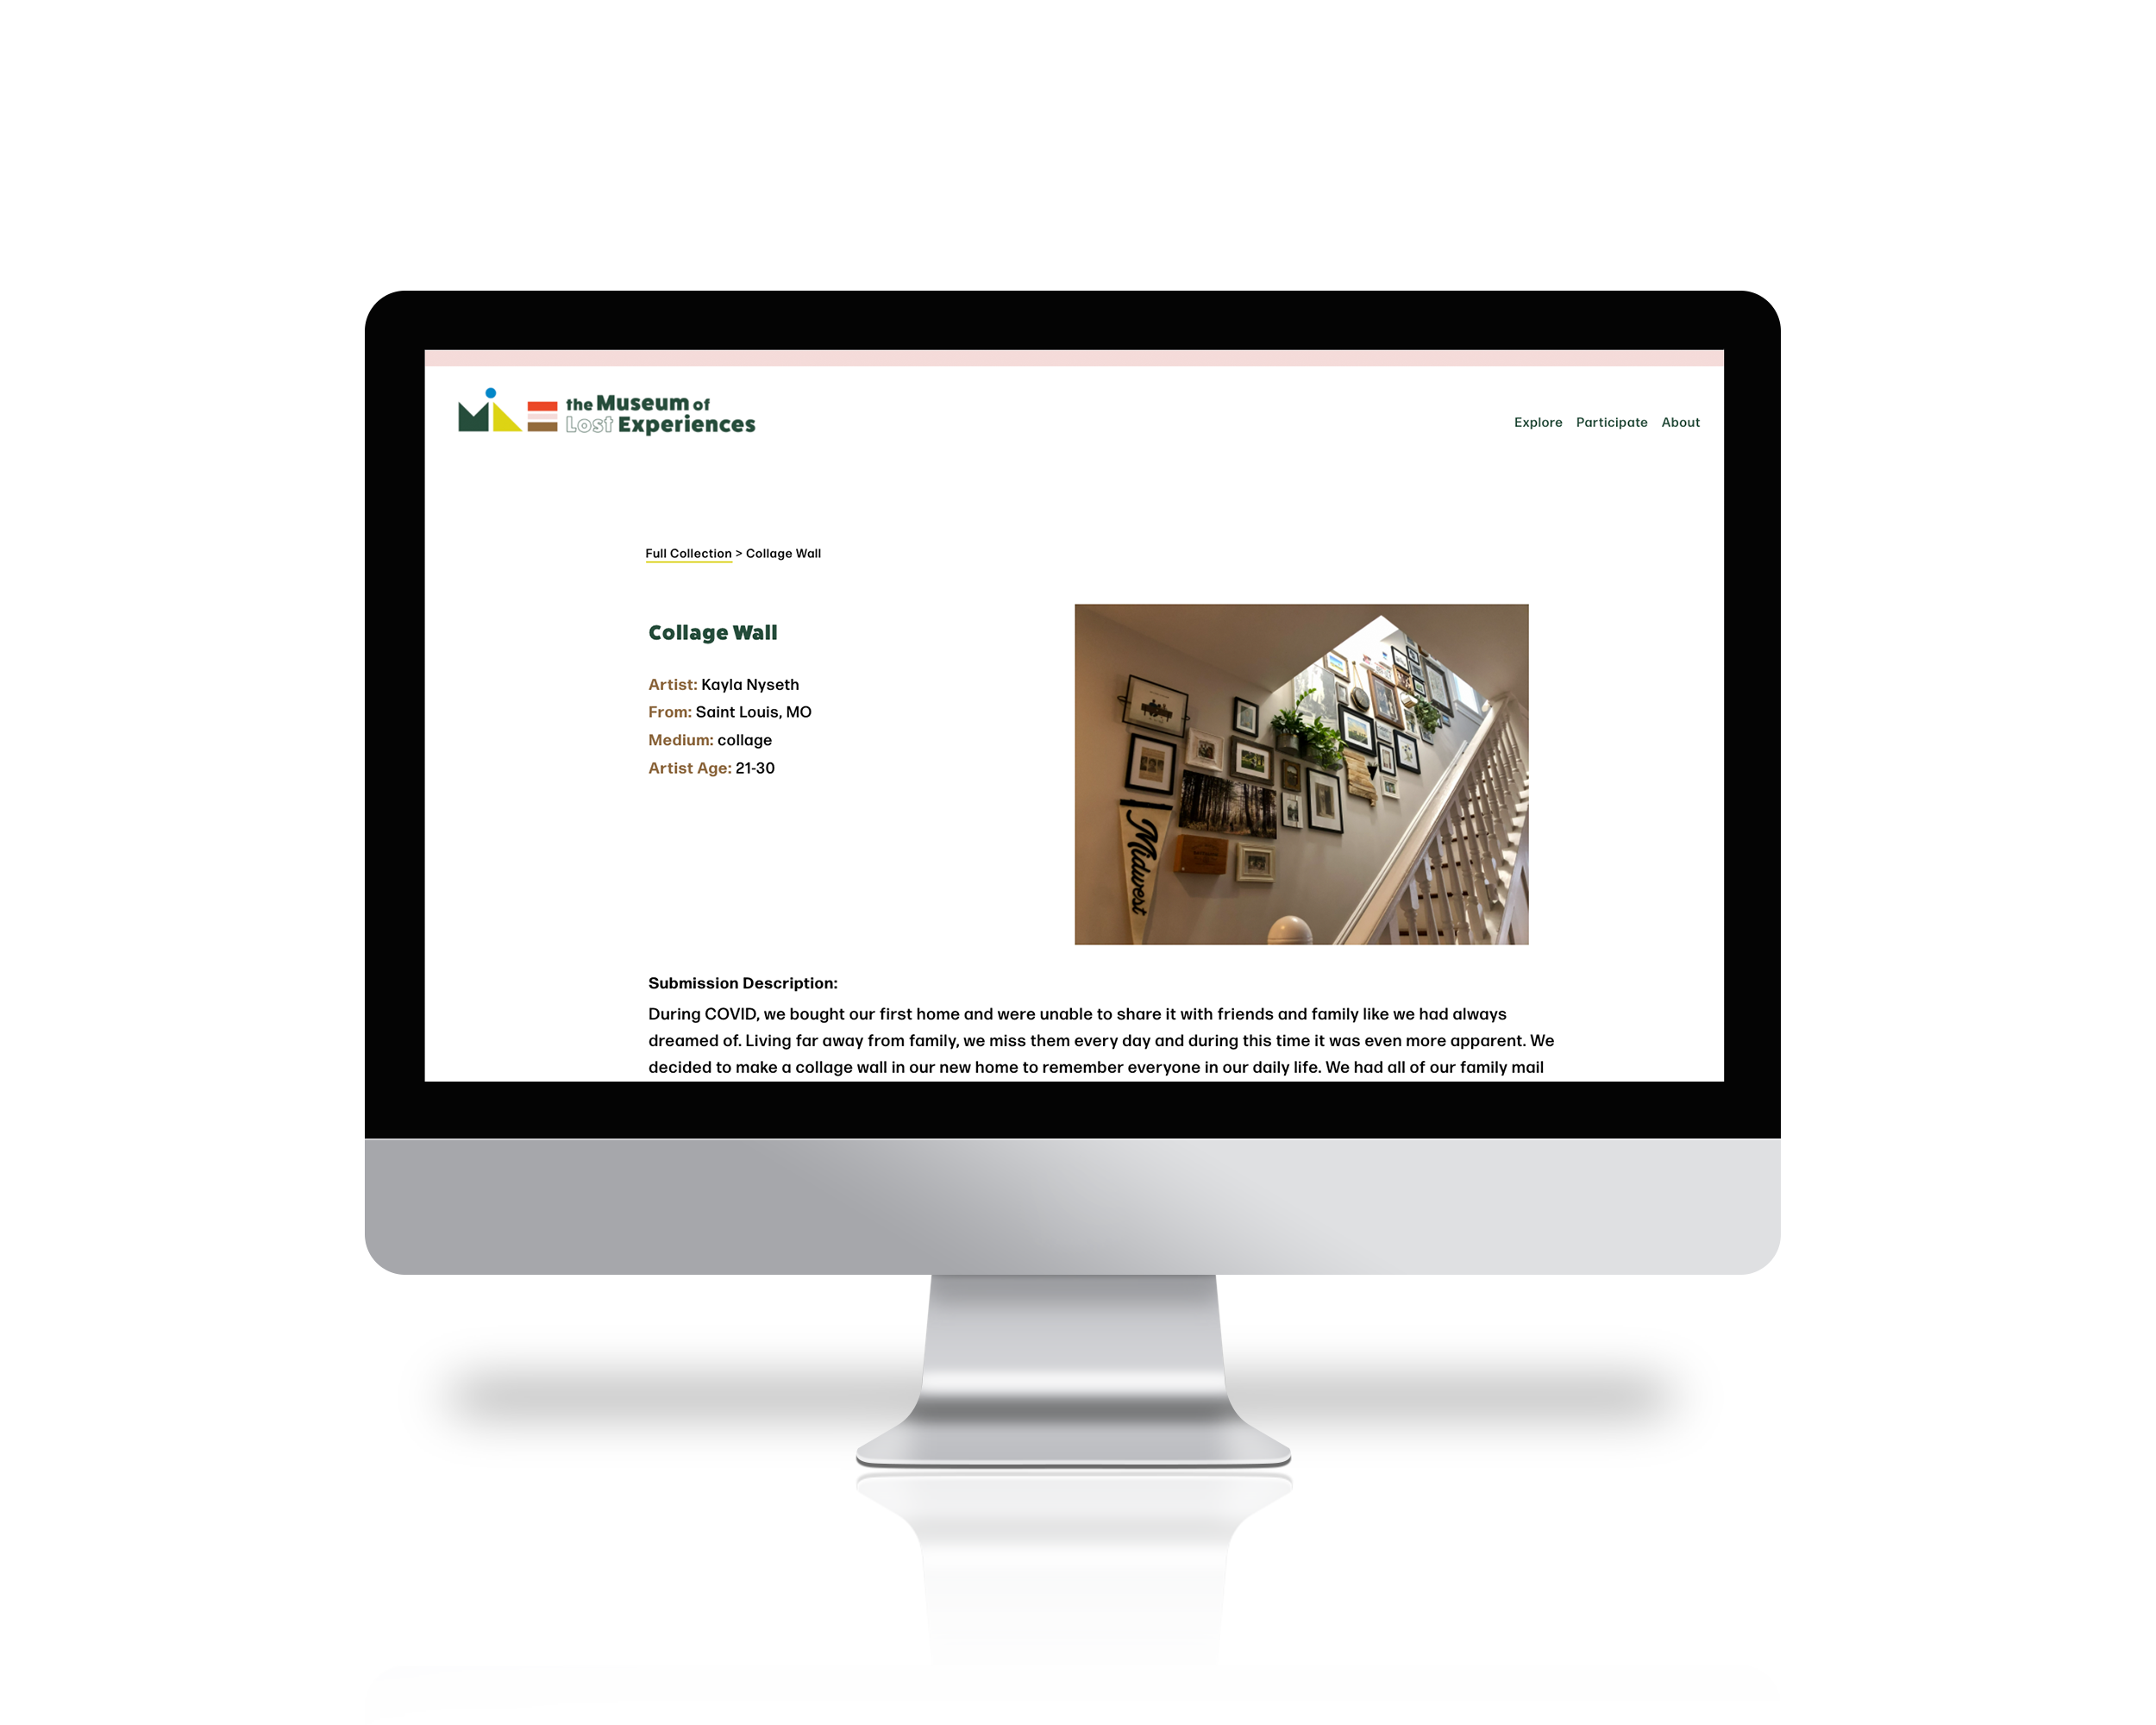 the Museum of
Lost Experiences
Explore Participate About
Full Collection > Collage Wall
Collage Wall
Artist: Kayla Nyseth
From: Saint Louis, MO
Medium: collage
Artist Age: 21-30
Midwest
Submission Description:
During COVID, we bought our first home and were unable to share it with friends and family like we had always
dreamed of. Living far away from family, we miss them every day and during this time it was even more apparent. We
decided to make a collage wall in our new home to remember everyone in our daily life. We had all of our family mail